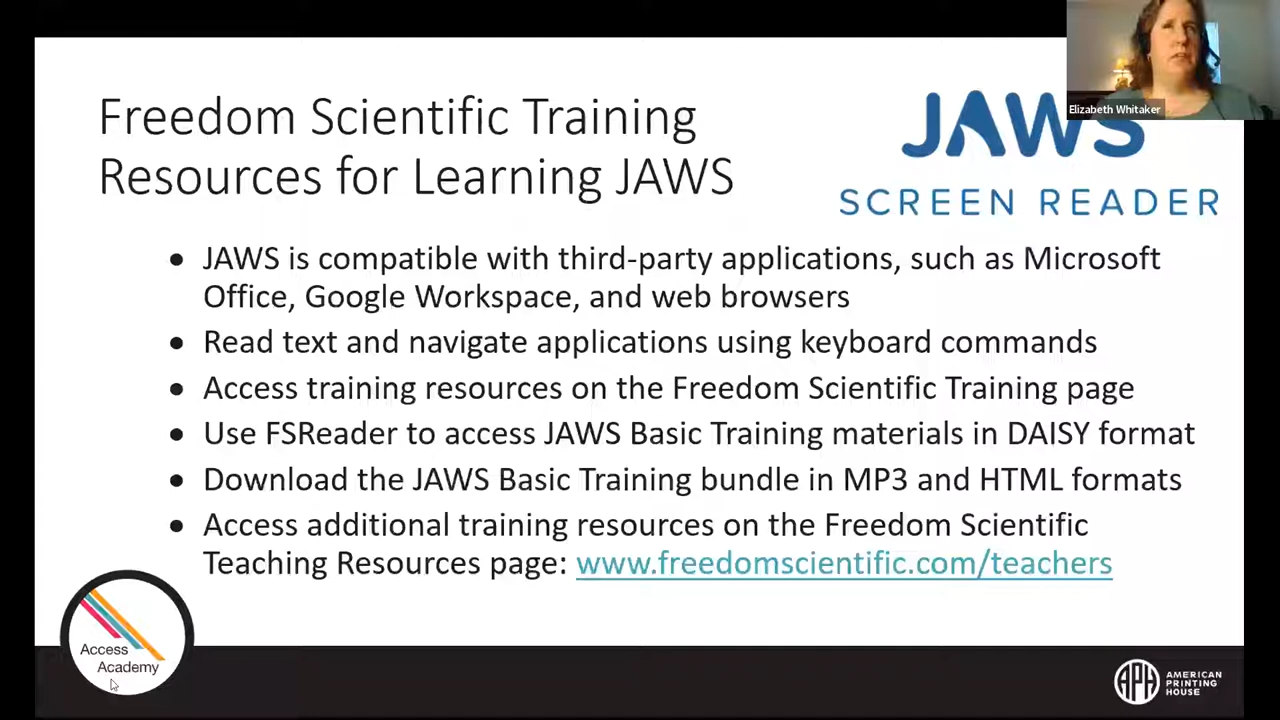 Freedom Scientific Training
Resources for Learning JAWS
JAWS
SCREEN READER
Elizabeth Whitaker
• JAWS is compatible with third-party applications, such as Microsoft
Office, Google Workspace, and web browsers
• Read text and navigate applications using keyboard commands
• Access training resources on the Freedom Scientific Training page
• Use FSReader to access JAWS Basic Training materials in DAISY format
• Download the JAWS Basic Training bundle in MP3 and HTML formats
• Access additional training resources on the Freedom Scientific
Teaching Resources page: www.freedomscientific.com/teachers
Access
Academy
APH
AMERICAN
PRINTING
HOUSE